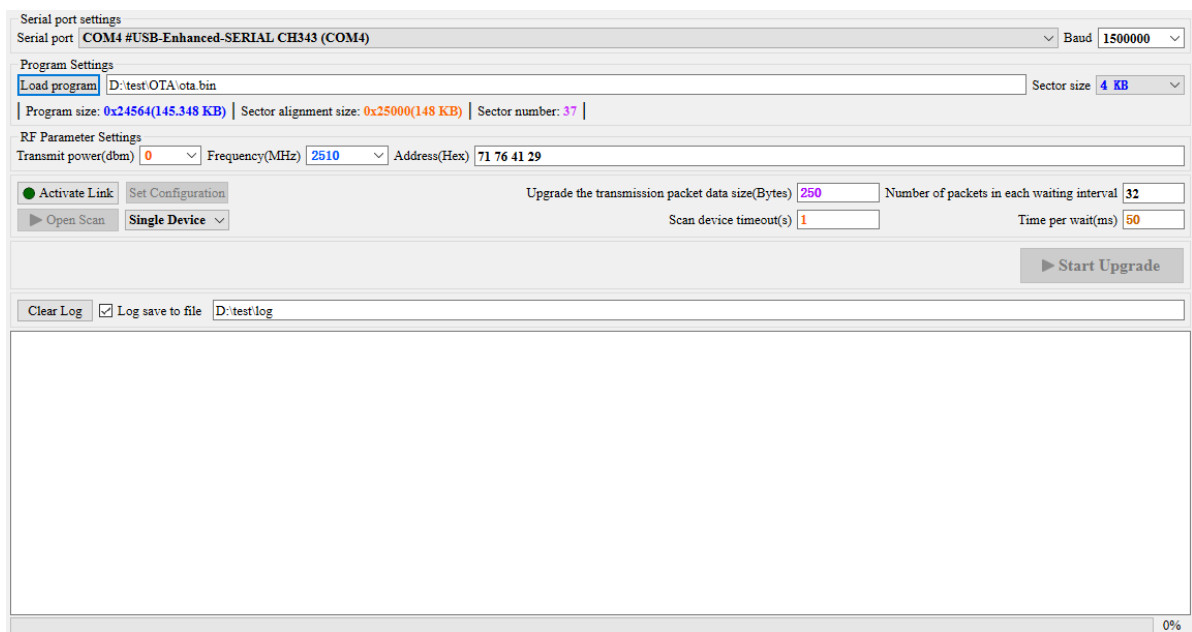 Serial port settings
Serial port COM4 #USB-Enhanced-SERIAL CH343 (COM4) Baud 1500000
Program Settings
Load program D:\test\OTA\ota.bin Sector size 4 KB
Program size: 0x24564(145.348 KB) Sector alignment size: 0x25000(148 KB) Sector number: 37
RF Parameter Settings
Transmit power(dbm) 0 Frequency(MHz) 2510 Address(Hex) 71 76 41 29
Activate Link Set Configuration Upgrade the transmission packet data size(Bytes) 250 Number of packets in each waiting interval 32
Open Scan Single Device Scan device timeout(s) 1 Time per wait(ms) 50
Start Upgrade
Clear Log Log save to file D:\test\log
0%